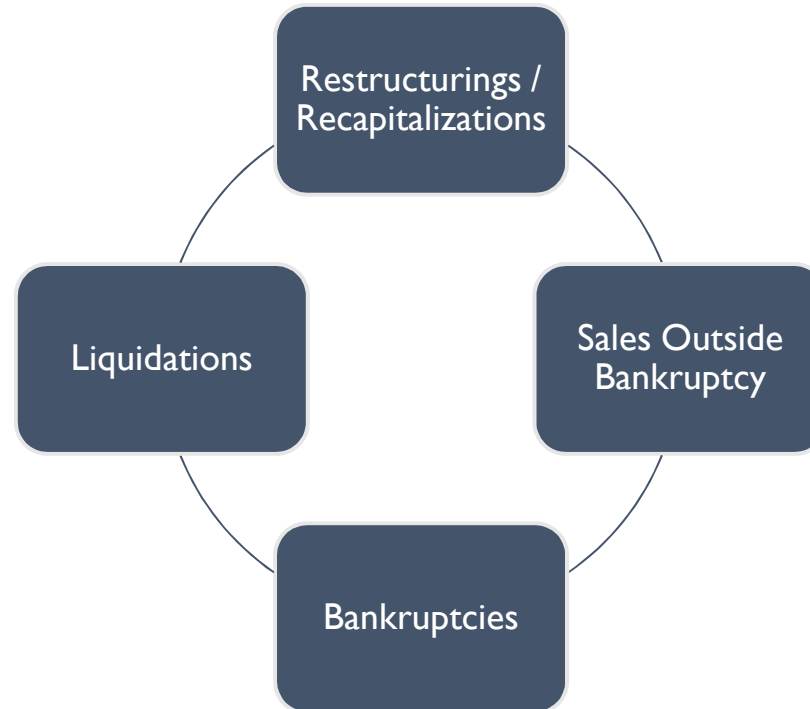 Restructurings /
Recapitalizations
Liquidations
Sales Outside
Bankruptcy
Bankruptcies